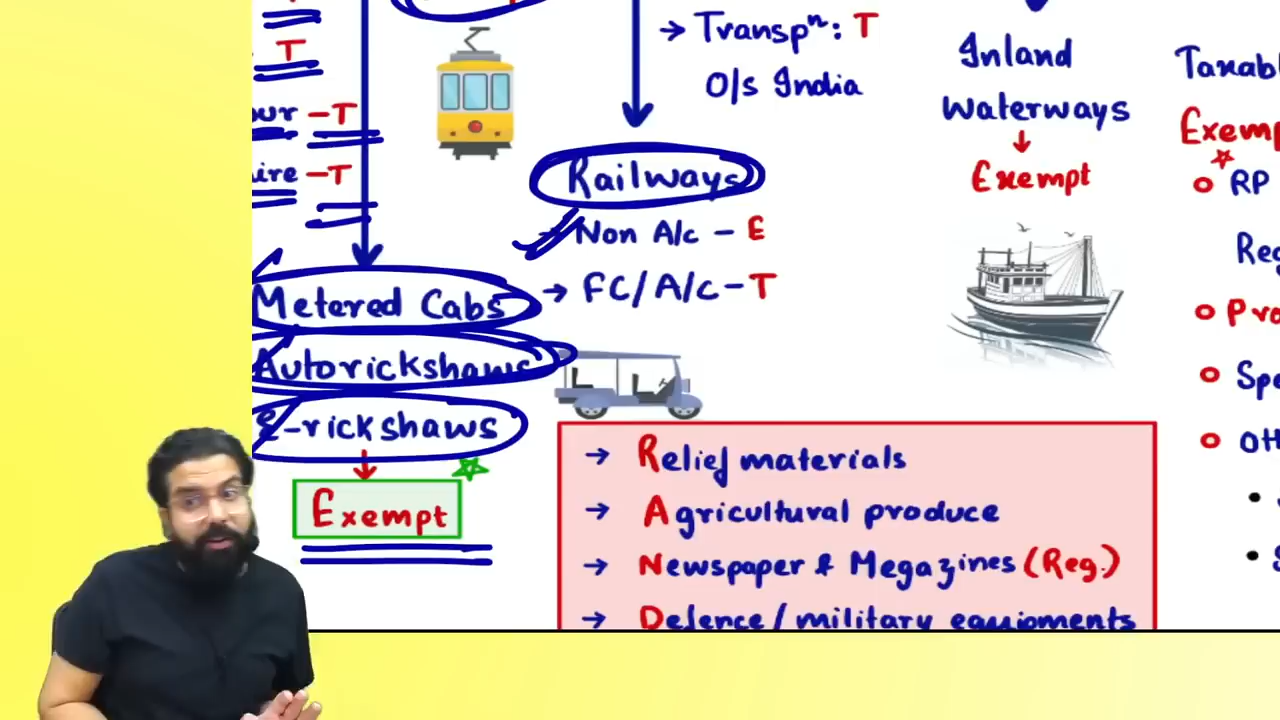 T
→ Transpⁿ: T
O/s India
our – T
ire – T
Metered Cabs
Autorickshaws
E-rickshaws
Exempt
Railways
→ Non A/c – E
→ FC/A/c – T
Inland
Waterways
Exempt
→ Relief materials
→ Agricultural produce
→ Newspaper & Megazines (Reg.)
→ Defence / military equipments
Taxabl
Exemp
RP
Reg
Pro
Spe
Oth